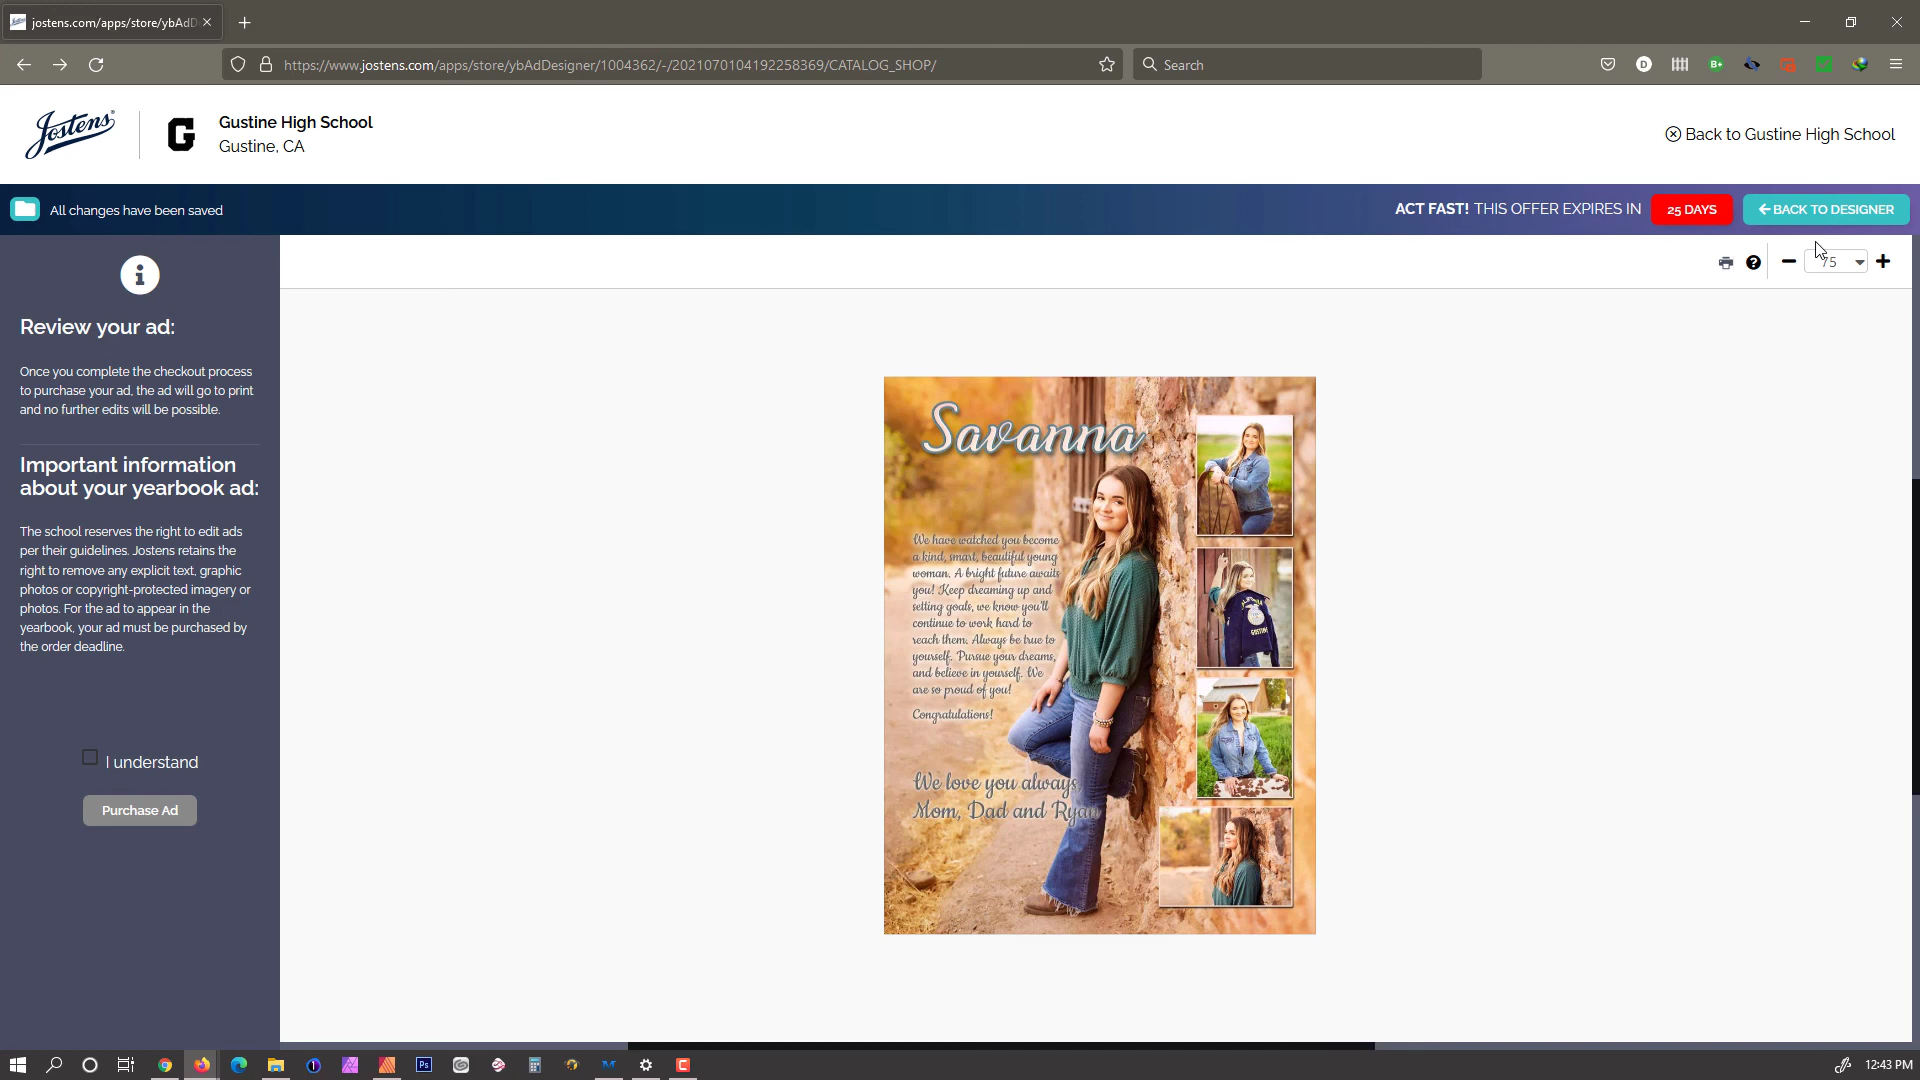 jostens.com/apps/store/ybAdD
https://www.jostens.com/apps/store/ybAdDesigner/1004362/-/2021070104192258369/CATALOG_SHOP/
Search
Jostens
G
Gustine High School
Gustine, CA
Back to Gustine High School
All changes have been saved
ACT FAST! THIS OFFER EXPIRES IN
25 DAYS
BACK TO DESIGNER
75
Review your ad:
Once you complete the checkout process
to purchase your ad, the ad will go to print
and no further edits will be possible.
Important information
about your yearbook ad:
The school reserves the right to edit ads
per their guidelines. Jostens retains the
right to remove any explicit text, graphic
photos or copyright-protected imagery or
photos. For the ad to appear in the
yearbook, your ad must be purchased by
the order deadline.
I understand
Purchase Ad
Savanna
We have watched you become
a kind, smart, beautiful young
woman. A bright future awaits
you! Keep dreaming up and
setting goals, we know you'll
continue to work hard to
reach them. Always be true to
yourself. Pursue your dreams,
and believe in yourself. We
are so proud of you!
Congratulations!
We love you always,
Mom, Dad and Ryan
GUSTINE
Ps
12:43 PM